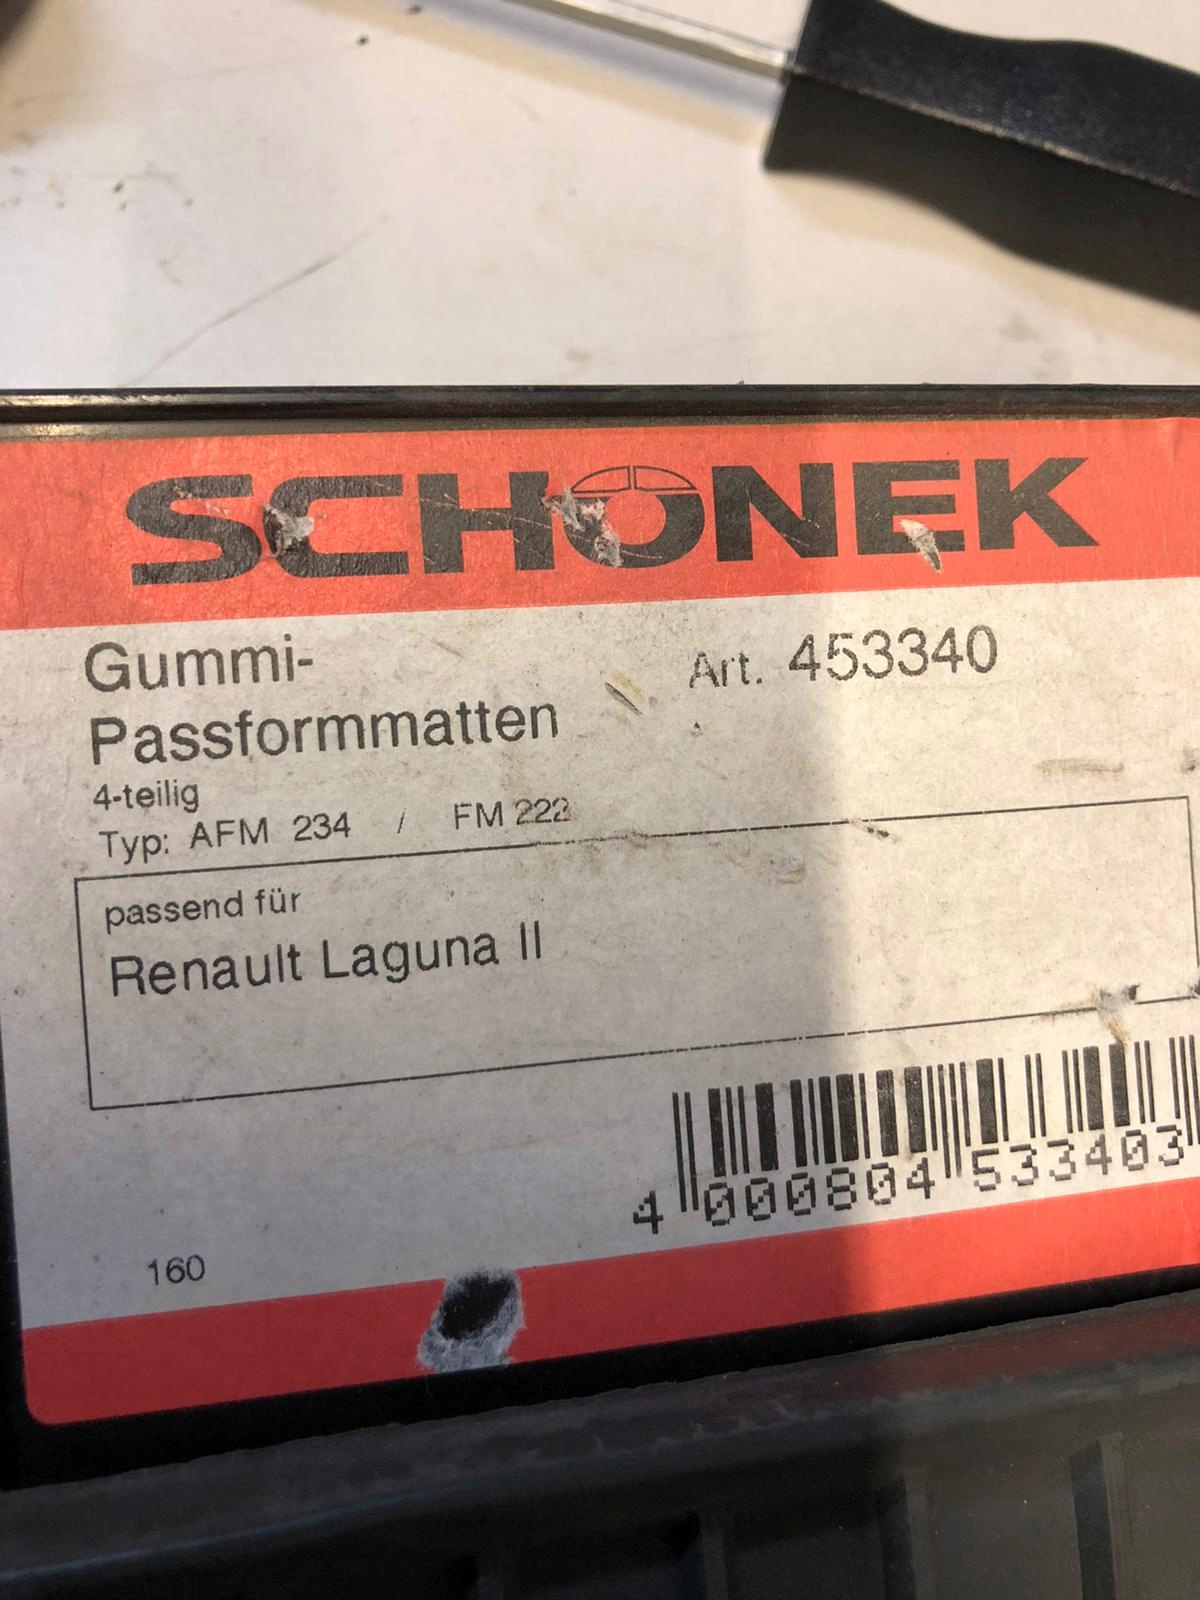 SCHÖNEK
Gummi-
Passformmatten
Art. 453340
4-teilig
Typ: AFM 234 / FM 222
passend für
Renault Laguna II
4 000804 533403
160